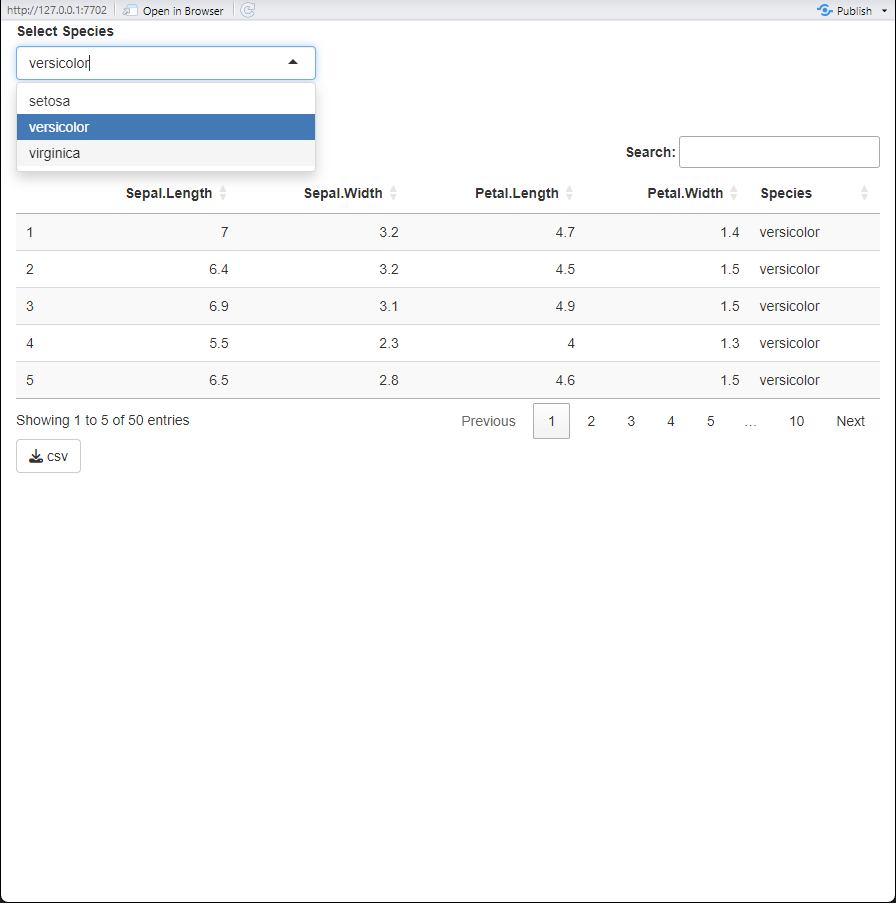 http://127.0.0.1:7702 Open in Browser Publish
Select Species
versicolor
setosa
versicolor
virginica
Search:
Sepal.Length Sepal.Width Petal.Length Petal.Width Species
1 7 3.2 4.7 1.4 versicolor
2 6.4 3.2 4.5 1.5 versicolor
3 6.9 3.1 4.9 1.5 versicolor
4 5.5 2.3 4 1.3 versicolor
5 6.5 2.8 4.6 1.5 versicolor
Showing 1 to 5 of 50 entries Previous 1 2 3 4 5 … 10 Next
csv